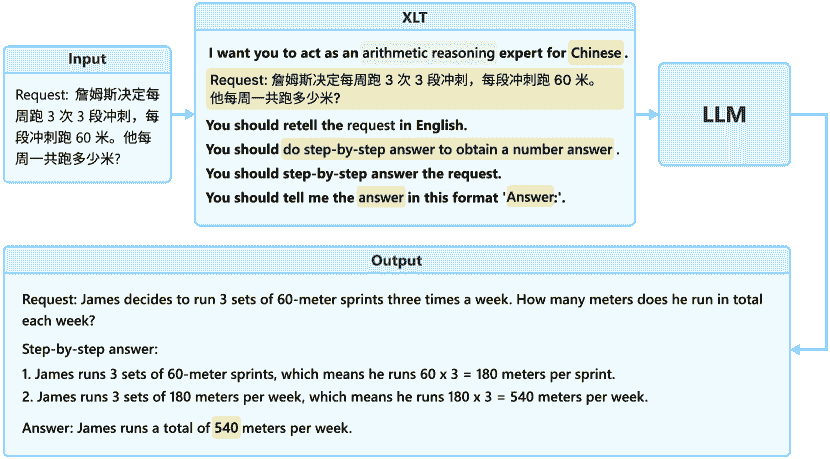 Input
Request: 詹姆斯决定每
周跑 3 次 3 段冲刺，每
段冲刺跑 60 米。他每
周一共跑多少米?
XLT
I want you to act as an arithmetic reasoning expert for Chinese.
Request: 詹姆斯决定每周跑 3 次 3 段冲刺，每段冲刺跑 60 米。
他每周一共跑多少米?
You should retell the request in English.
You should do step-by-step answer to obtain a number answer .
You should step-by-step answer the request.
You should tell me the answer in this format 'Answer:'.
LLM
Output
Request: James decides to run 3 sets of 60-meter sprints three times a week. How many meters does he run in total
each week?
Step-by-step answer:
1. James runs 3 sets of 60-meter sprints, which means he runs 60 x 3 = 180 meters per sprint.
2. James runs 3 sets of 180 meters per week, which means he runs 180 x 3 = 540 meters per week.
Answer: James runs a total of 540 meters per week.